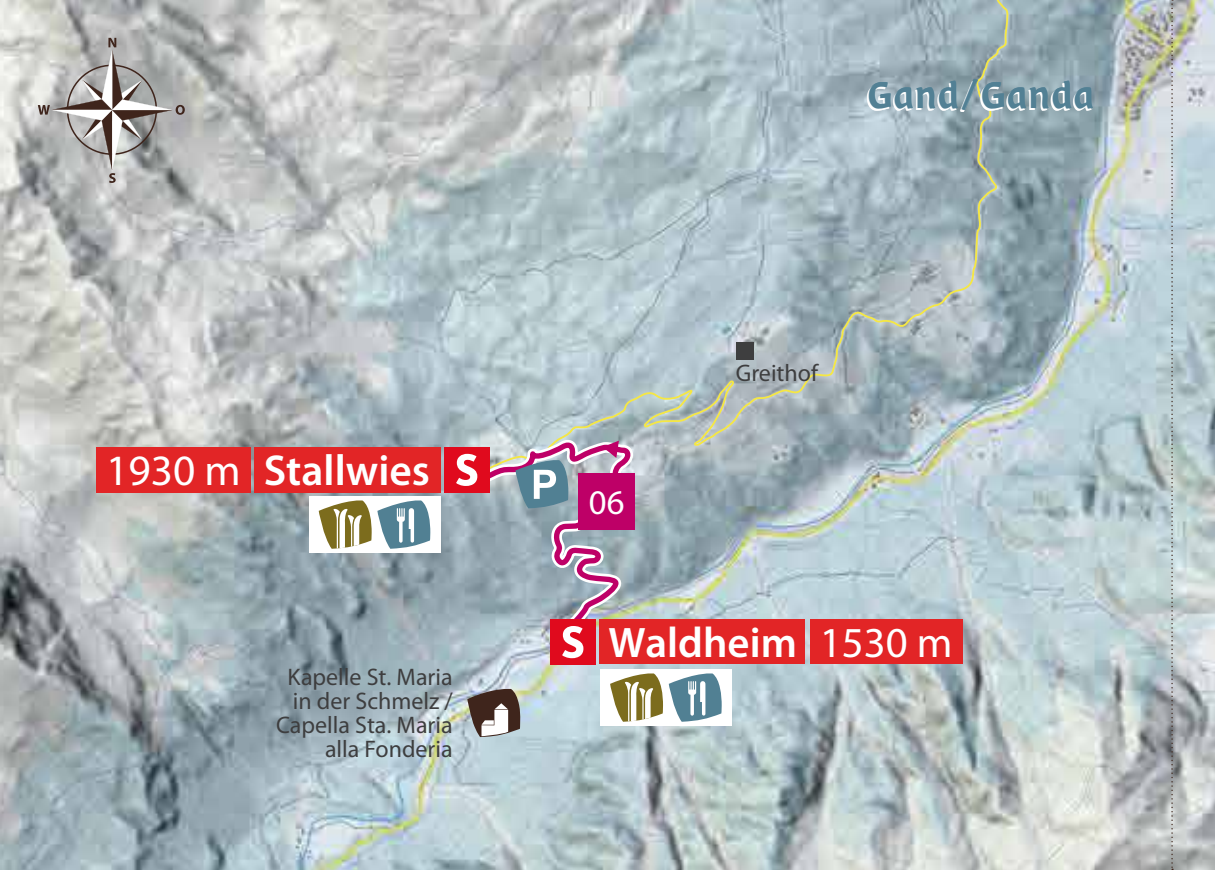 N
W O
S
Gand/Ganda
Greithof
1930 m Stallwies S
P
06
S Waldheim 1530 m
Kapelle St. Maria
in der Schmelz /
Capella Sta. Maria
alla Fonderia